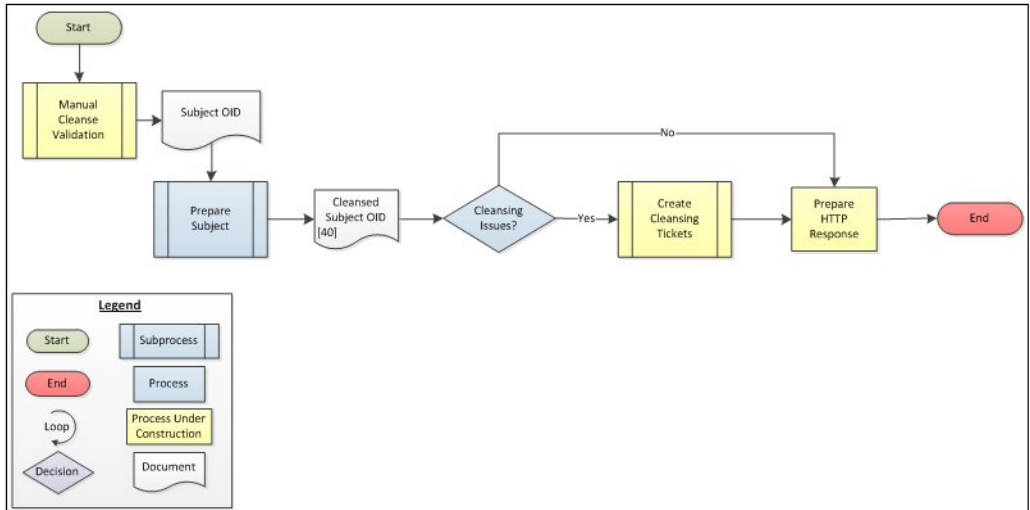 Start
Manual
Cleanse
Validation
Subject OID
No
Prepare
Subject
Cleansed
Subject OID
[40]
Cleansing
Issues?
Yes
Create
Cleansing
Tickets
Prepare
HTTP
Response
End
Legend
Start
Subprocess
End
Process
Loop
Process Under
Construction
Decision
Document